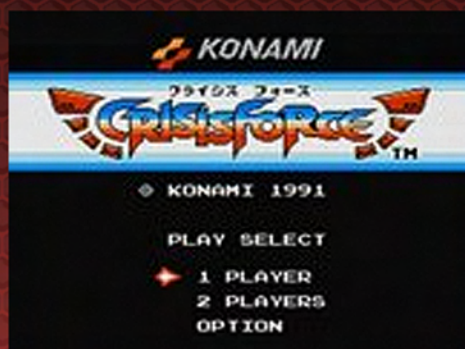 KONAMI
クライシス フォース
CRISISFORCE
TM
KONAMI 1991
PLAY SELECT
1 PLAYER
2 PLAYERS
OPTION